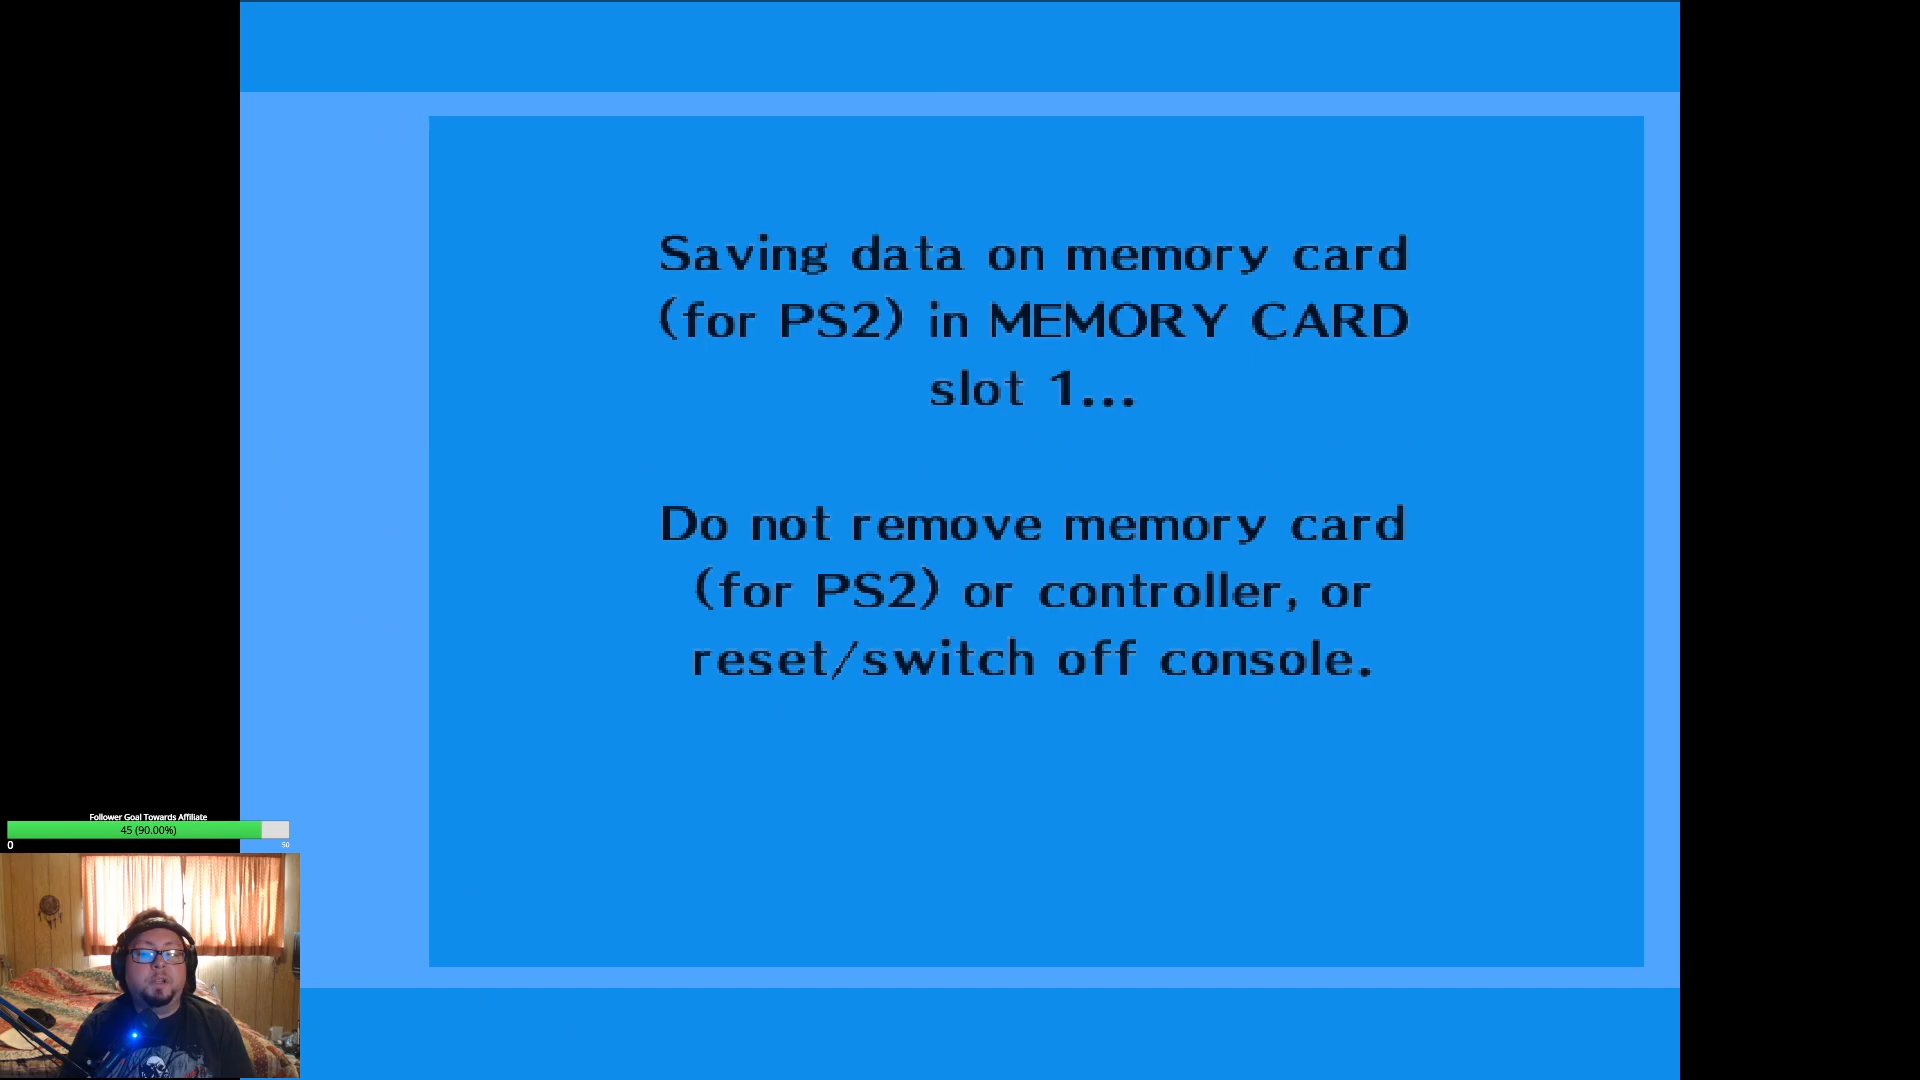 Saving data on memory card
(for PS2) in MEMORY CARD
slot 1...
Do not remove memory card
(for PS2) or controller, or
reset/switch off console.
Follower Goal Towards Affiliate
45 (90.00%)
0
50